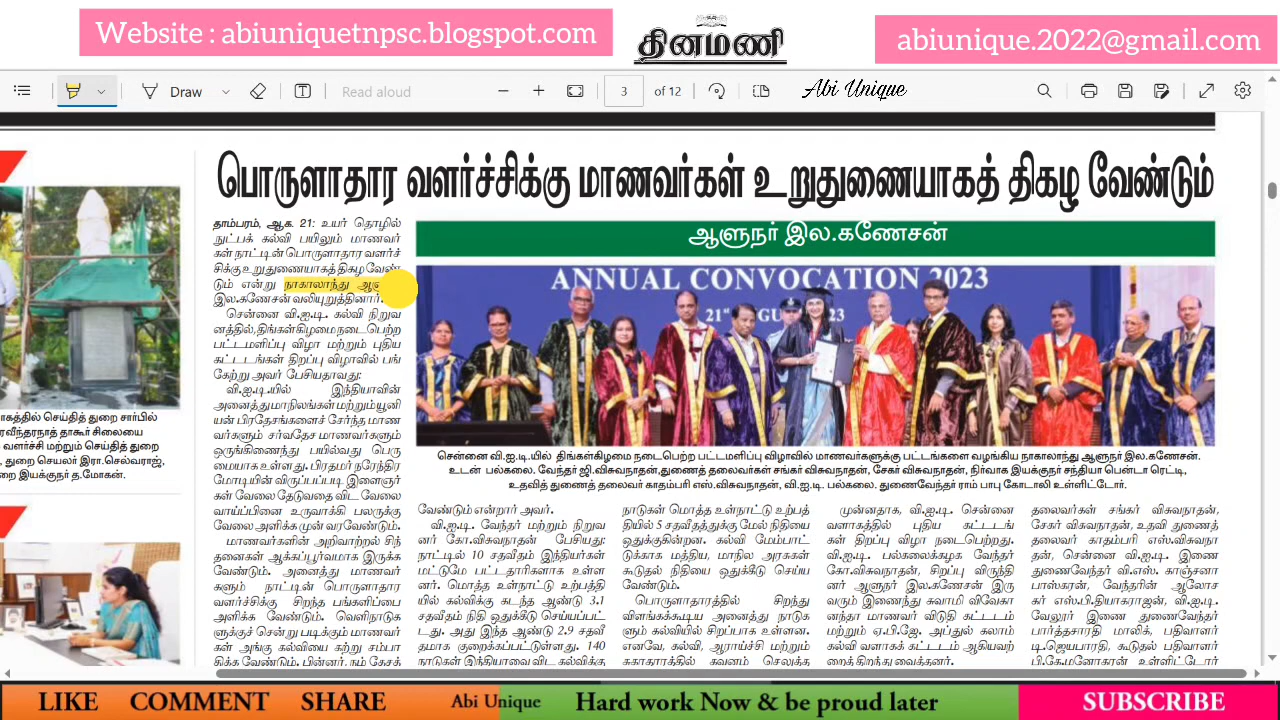 Website : abiuniquetnpsc.blogspot.com
தினமணி
abiunique.2022@gmail.com
Draw
Read aloud
3
of 12
Abi Unique
பொருளாதார வளர்ச்சிக்கு மாணவர்கள் உறுதுணையாகத் திகழ வேண்டும்
ஆளுநர் இல.கணேசன்
தாம்பரம், ஆக. 21: உயர் தொழில்
நுட்பக் கல்வி பயிலும் மாணவர்
கள் நாட்டின் பொருளாதார வளர்ச்
சிக்கு உறுதுணையாகத் திகழ வேண்
டும் என்று நாகாலாந்து
இல.கணேசன் வலியுறுத்தினார்.
சென்னை வி.ஐ.டி. கல்வி நிறுவ
னத்தில், திங்கள்கிழமை நடைபெற்ற
பட்டமளிப்பு விழா மற்றும் புதிய
கட்டடங்கள் திறப்பு விழாவில் பங்
கேற்று அவர் பேசியதாவது:
வி.ஐ.டி.யில் இந்தியாவின்
அனைத்து மாநிலங்கள் மற்றும் யூனி
யன் பிரதேசங்களைச் சேர்ந்த மாண
வர்களும் சர்வதேச மாணவர்களும்
ஒருங்கிணைந்து பயில்வது பெரு
மையாக உள்ளது. பிரதமர் நரேந்திர
மோடியின் விருப்பப்படி இளைஞர்
கள் வேலை தேடுவதை விட வேலை
வாய்ப்பினை உருவாக்கி பலருக்கு
வேலை அளிக்க முன் வரவேண்டும்.
மாணவர்களின் அறிவாற்றல் சிந்
தனைகள் ஆக்கப்பூர்வமாக இருக்க
வேண்டும். அனைத்து மாணவர்
களும் நாட்டின் பொருளாதார
வளர்ச்சிக்கு சிறந்த பங்களிப்பை
அளிக்க வேண்டும். வெளிநாடுக
ளுக்குச் சென்று படிக்கும் மாணவர்
கள் அங்கு கல்வியை கற்று சம்பா
திக்க வேண்டும். பின்னர், நம் தேசத்
ANNUAL CONVOCATION 2023
சென்னை வி.ஐ.டி.யில் திங்கள்கிழமை நடைபெற்ற பட்டமளிப்பு விழாவில் மாணவர்களுக்கு பட்டங்களை வழங்கிய நாகாலாந்து ஆளுநர் இல.கணேசன்.
உடன் பல்கலை. வேந்தர் ஜி.விசுவநாதன்,துணைத் தலைவர்கள் சங்கர் விசுவநாதன், சேகர் விசுவநாதன், நிர்வாக இயக்குநர் சந்தியா பென்டா ரெட்டி,
உதவித் துணைத் தலைவர் காதம்பரி எஸ்.விசுவநாதன், வி.ஐ.டி. பல்கலை. துணைவேந்தர் ராம் பாபு கோடாலி உள்ளிட்டோர்.
வேண்டும் என்றார் அவர்.
வி.ஐ.டி. வேந்தர் மற்றும் நிறுவ
னர் கோ.விசுவநாதன் பேசியது:
நாட்டில் 10 சதவீதம் இந்தியர்கள்
மட்டுமே பட்டதாரிகளாக உள்ள
னர். மொத்த உள்நாட்டு உற்பத்தி
யில் கல்விக்கு கடந்த ஆண்டு 3.1
சதவீதம் நிதி ஒதுக்கீடு செய்யப்பட்
டது. அது இந்த ஆண்டு 2.9 சதவீ
தமாக குறைக்கப்பட்டுள்ளது. 140
நாடுகள் இந்தியாவை விட கல்விக்கு
நாடுகள் மொத்த உள்நாட்டு உற்பத்
தியில் 5 சதவீதத்துக்கு மேல் நிதியை
ஒதுக்குகின்றன. கல்வி மேம்பாட்
டுக்காக மத்திய, மாநில அரசுகள்
கூடுதல் நிதியை ஒதுக்கீடு செய்ய
வேண்டும்.
பொருளாதாரத்தில் சிறந்து
விளங்கக்கூடிய அனைத்து நாடுக
ளும் கல்வியில் சிறப்பாக உள்ளன.
எனவே, கல்வி, ஆராய்ச்சி மற்றும்
சுகாதாரத்தில் கவனம் செலுத்த
முன்னதாக, வி.ஐ.டி. சென்னை
வளாகத்தில் புதிய கட்டடங்
கள் திறப்பு விழா நடைபெற்றது.
வி.ஐ.டி. பல்கலைக்கழக வேந்தர்
கோ.விசுவநாதன், சிறப்பு விருந்தி
னர் ஆளுநர் இல.கணேசன் இரு
வரும் இணைந்து சுவாமி விவேகா
னந்தா மாணவர் விடுதி கட்டடம்
மற்றும் ஏ.பி.ஜே. அப்துல் கலாம்
கல்வி வளாகக் கட்டடம் ஆகியவற்
றைத் திறந்து வைத்தனர்.
தலைவர்கள் சங்கர் விசுவநாதன்,
சேகர் விசுவநாதன், உதவி துணைத்
தலைவர் காதம்பரி எஸ்.விசுவநா
தன், சென்னை வி.ஐ.டி. இணை
துணைவேந்தர் வி.எஸ். காஞ்சனா
பாஸ்கரன், வேந்தரின் ஆலோச
கர் எஸ்.பி.தியாகராஜன், வி.ஐ.டி.
வேலூர் இணை துணைவேந்தர்
பார்த்தசாரதி மாலிக், பதிவாளர்
டி.ஜெயபாரதி, கூடுதல் பதிவாளர்
பி.கே.மனோகரன் உள்ளிட்டோர்
ாகத்தில் செய்தித் துறை சார்பில்
ரவீந்தரநாத் தாகூர் சிலையை
வளர்ச்சி மற்றும் செய்தித் துறை
, துறை செயலர் இரா.செல்வராஜ்,
றை இயக்குநர் த.மோகன்.
LIKE COMMENT SHARE
Abi Unique
Hard work Now & be proud later
SUBSCRIBE